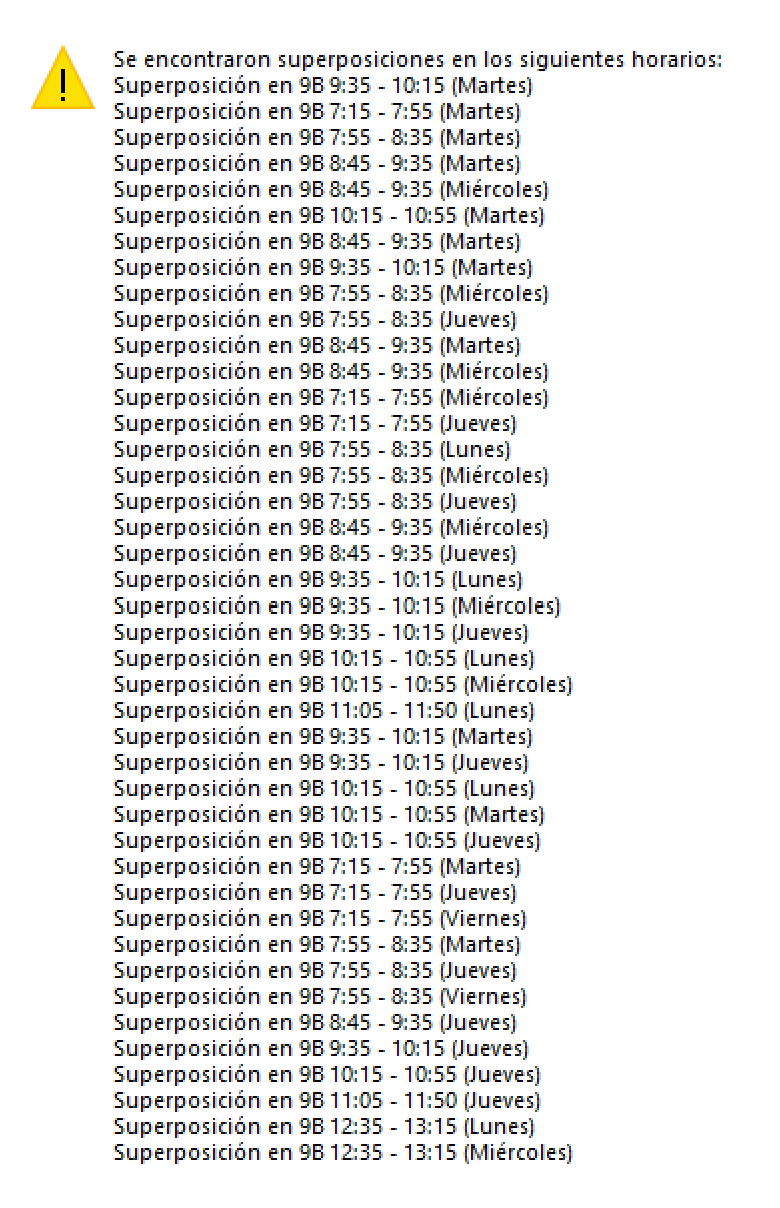 Se encontraron superposiciones en los siguientes horarios:
Superposición en 9B 9:35 - 10:15 (Martes)
Superposición en 9B 7:15 - 7:55 (Martes)
Superposición en 9B 7:55 - 8:35 (Martes)
Superposición en 9B 8:45 - 9:35 (Martes)
Superposición en 9B 8:45 - 9:35 (Miércoles)
Superposición en 9B 10:15 - 10:55 (Martes)
Superposición en 9B 8:45 - 9:35 (Martes)
Superposición en 9B 9:35 - 10:15 (Martes)
Superposición en 9B 7:55 - 8:35 (Miércoles)
Superposición en 9B 7:55 - 8:35 (Jueves)
Superposición en 9B 8:45 - 9:35 (Martes)
Superposición en 9B 8:45 - 9:35 (Miércoles)
Superposición en 9B 7:15 - 7:55 (Miércoles)
Superposición en 9B 7:15 - 7:55 (Jueves)
Superposición en 9B 7:55 - 8:35 (Lunes)
Superposición en 9B 7:55 - 8:35 (Miércoles)
Superposición en 9B 7:55 - 8:35 (Jueves)
Superposición en 9B 8:45 - 9:35 (Miércoles)
Superposición en 9B 8:45 - 9:35 (Jueves)
Superposición en 9B 9:35 - 10:15 (Lunes)
Superposición en 9B 9:35 - 10:15 (Miércoles)
Superposición en 9B 9:35 - 10:15 (Jueves)
Superposición en 9B 10:15 - 10:55 (Lunes)
Superposición en 9B 10:15 - 10:55 (Miércoles)
Superposición en 9B 11:05 - 11:50 (Lunes)
Superposición en 9B 9:35 - 10:15 (Martes)
Superposición en 9B 9:35 - 10:15 (Jueves)
Superposición en 9B 10:15 - 10:55 (Lunes)
Superposición en 9B 10:15 - 10:55 (Martes)
Superposición en 9B 10:15 - 10:55 (Jueves)
Superposición en 9B 7:15 - 7:55 (Martes)
Superposición en 9B 7:15 - 7:55 (Jueves)
Superposición en 9B 7:15 - 7:55 (Viernes)
Superposición en 9B 7:55 - 8:35 (Martes)
Superposición en 9B 7:55 - 8:35 (Jueves)
Superposición en 9B 7:55 - 8:35 (Viernes)
Superposición en 9B 8:45 - 9:35 (Jueves)
Superposición en 9B 9:35 - 10:15 (Jueves)
Superposición en 9B 10:15 - 10:55 (Jueves)
Superposición en 9B 11:05 - 11:50 (Jueves)
Superposición en 9B 12:35 - 13:15 (Lunes)
Superposición en 9B 12:35 - 13:15 (Miércoles)